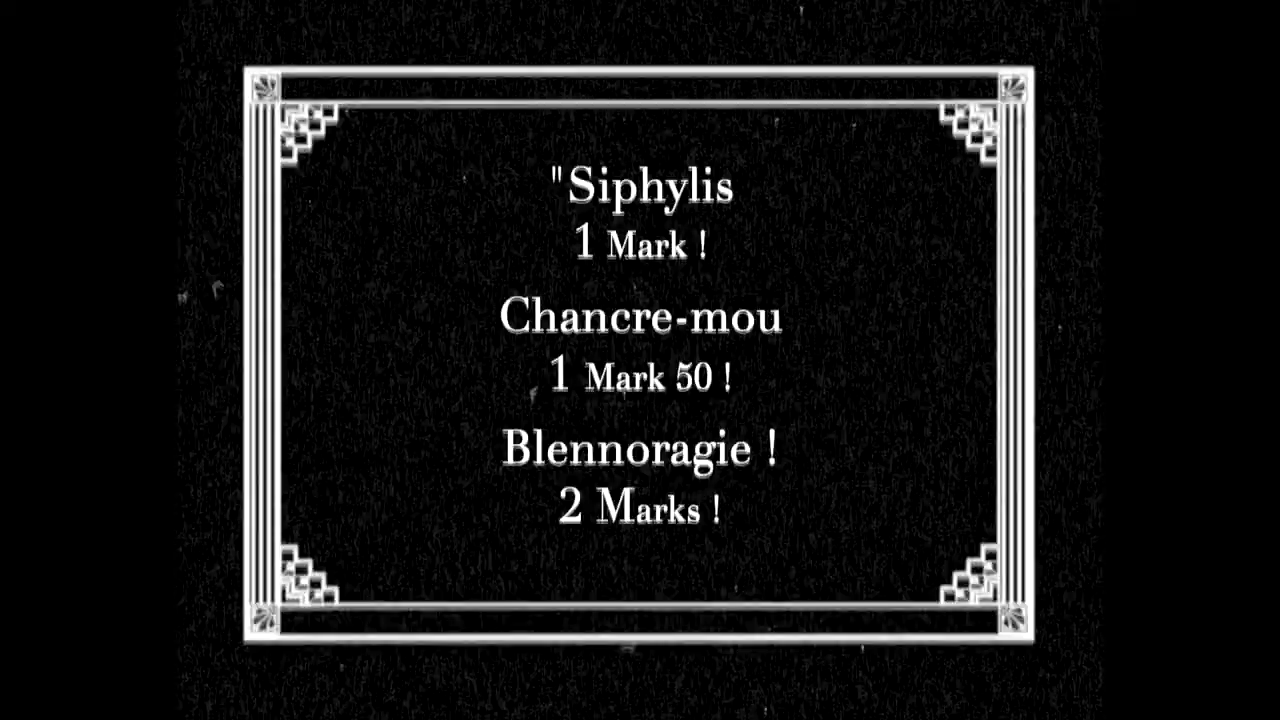 "Siphylis
1 Mark !
Chancre-mou
1 Mark 50 !
Blennoragie !
2 Marks !